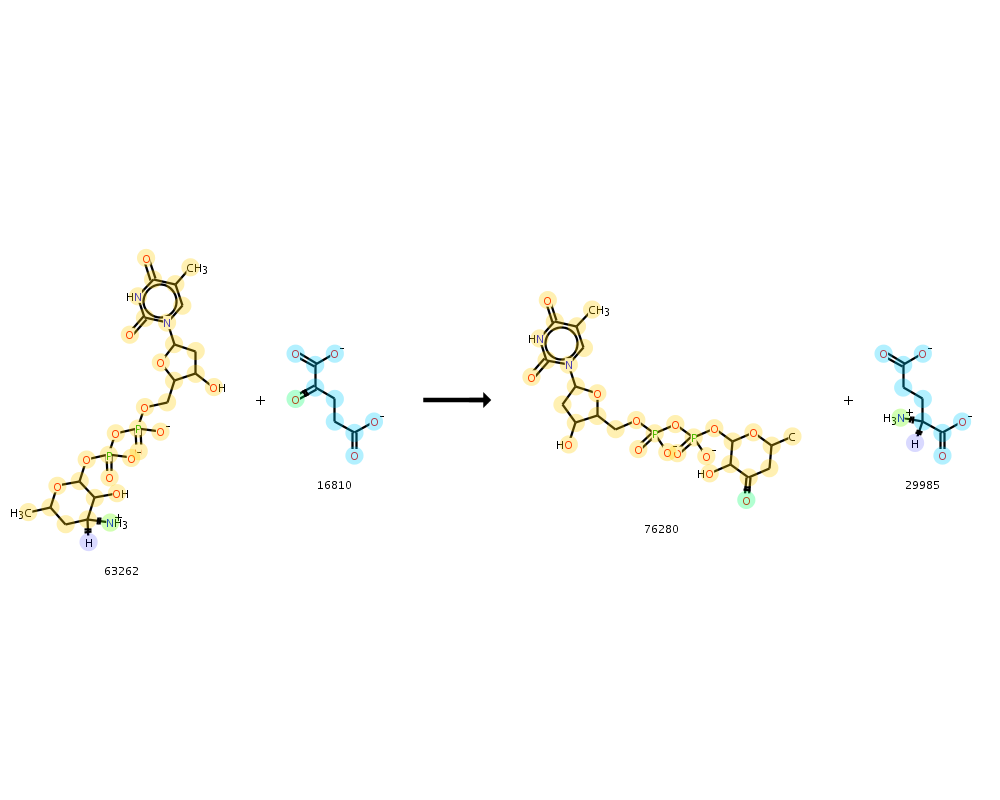 O
CH3
HN
O
N
O
OH
O
O P O-
O P O-
O O
O OH
H3C NH3+
H
63262
+
O O-
O
O-
O
16810
O
CH3
HN
O
N
O
HO
O P O P O
O O- O O-
O
C
HO
O
76280
+
O O-
H3N+
O-
H
O
29985